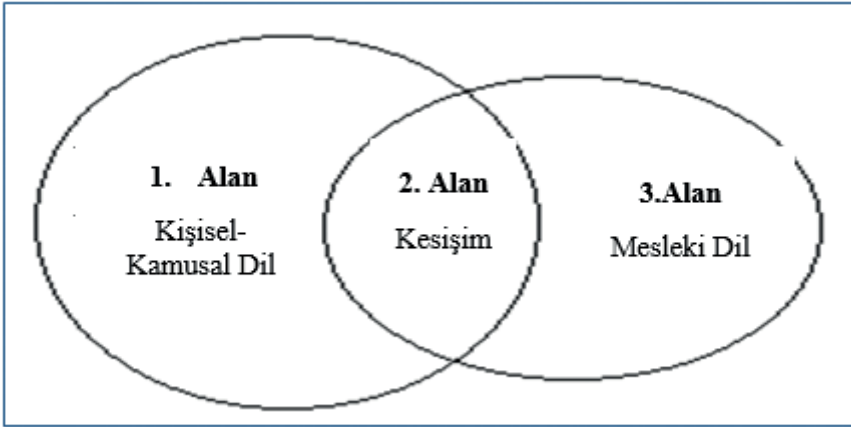 1. Alan
Kişisel-
Kamusal Dil
2. Alan
Kesişim
3.Alan
Mesleki Dil